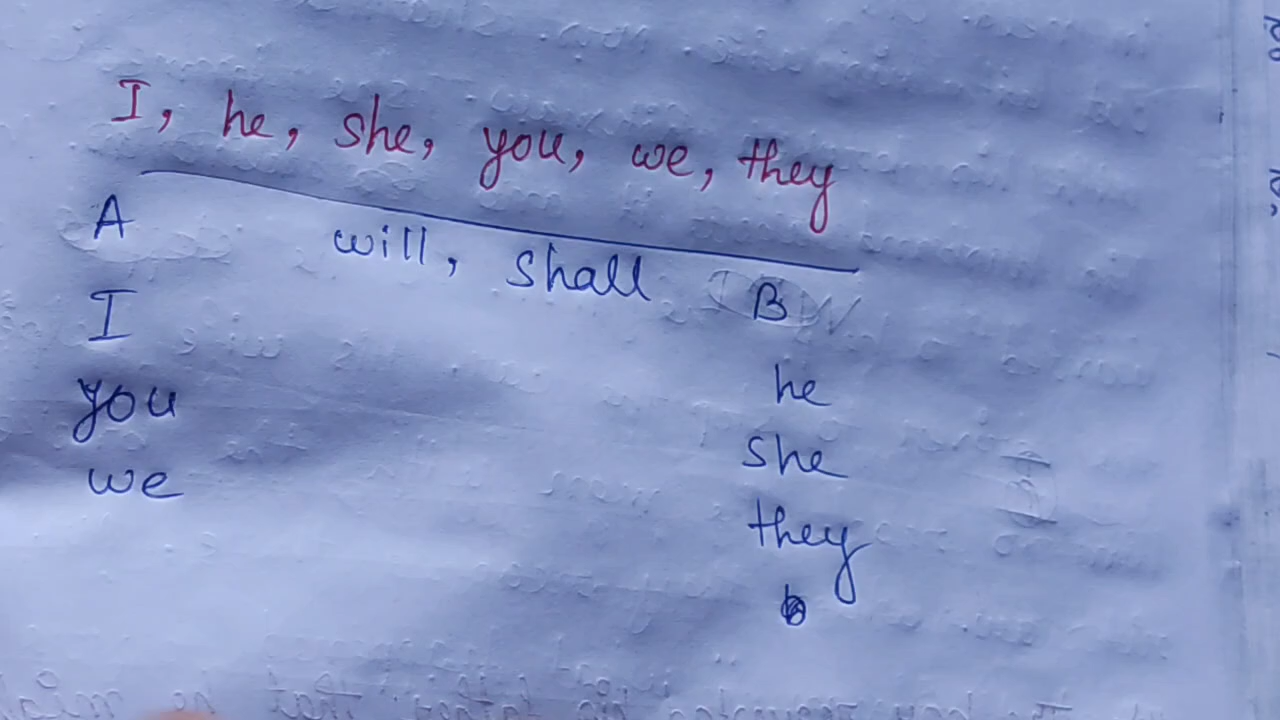 I, he, she, you, we, they
A will, shall B
I he
you she
we they